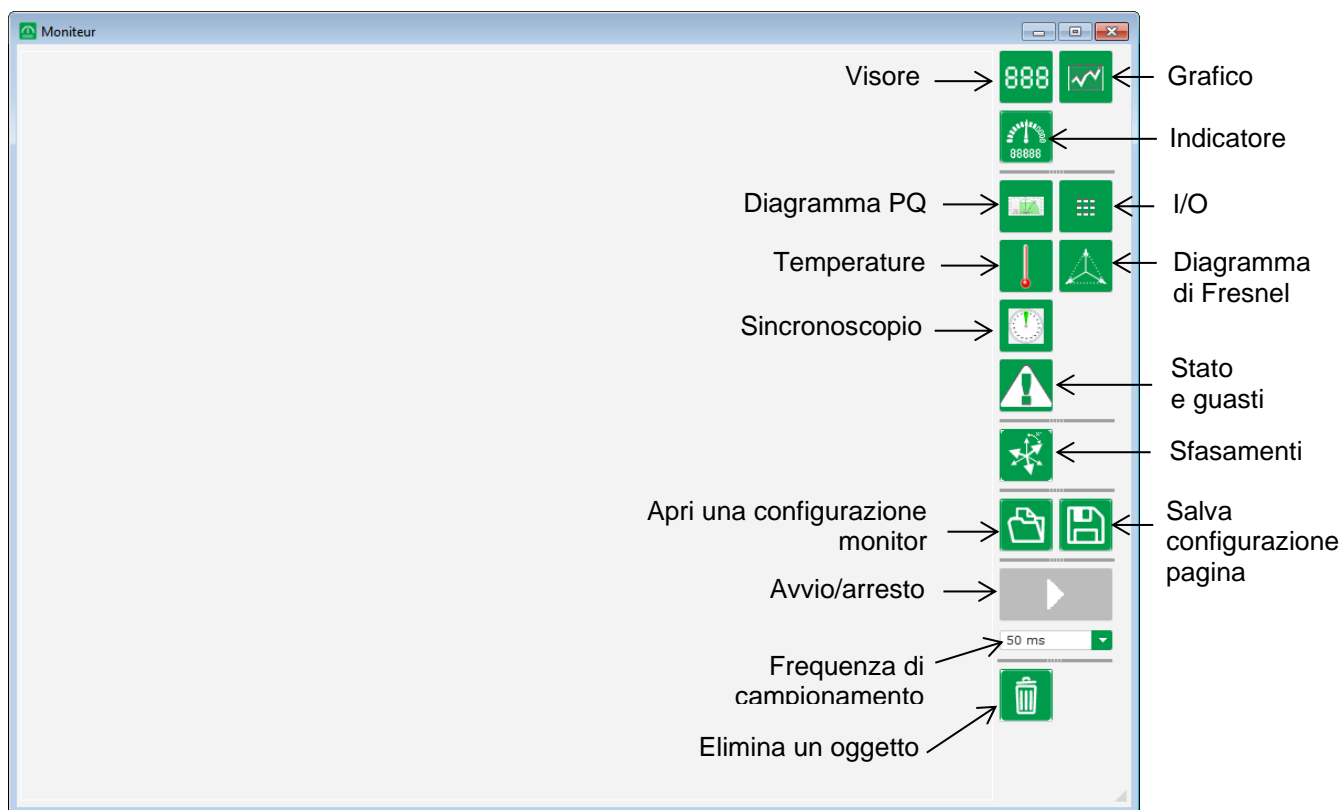 Moniteur
Visore
888
Grafico
88888
Indicatore
Diagramma PQ
I/O
Temperature
Diagramma
di Fresnel
Sincronoscopio
Stato
e guasti
Sfasamenti
Apri una configurazione
monitor
Salva
configurazione
pagina
Avvio/arresto
50 ms
Frequenza di
campionamento
Elimina un oggetto